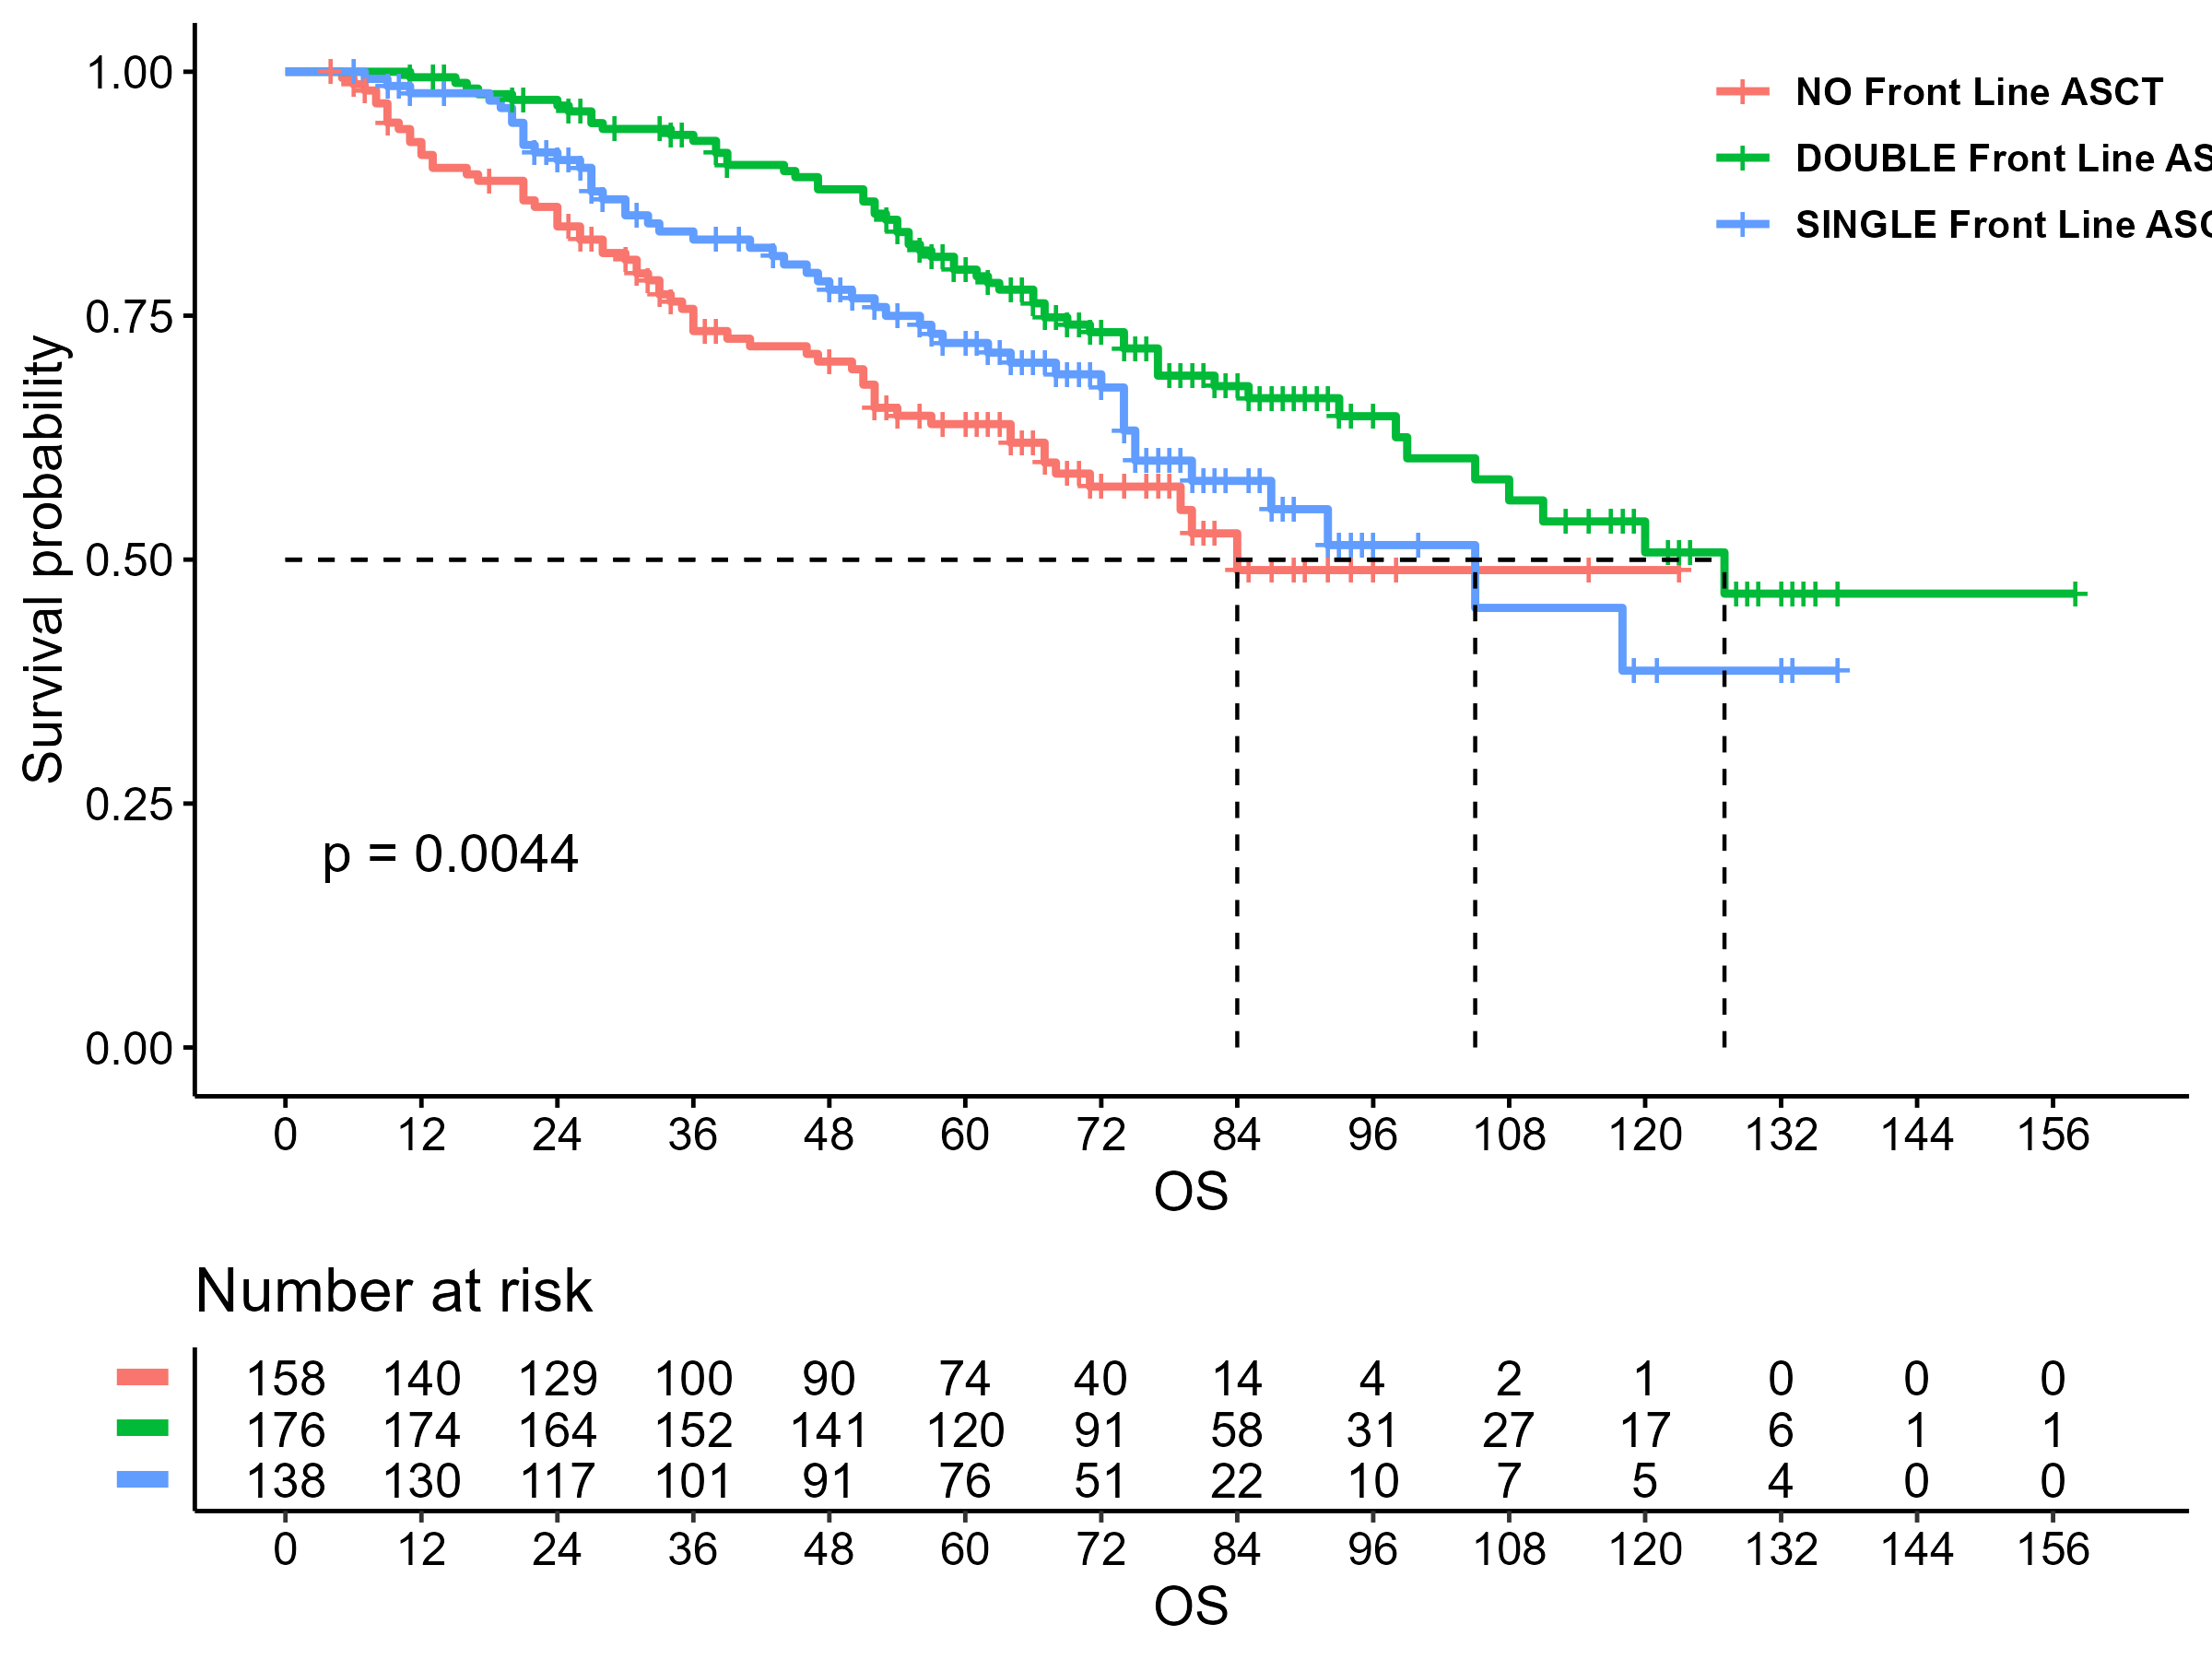 NO Front Line ASCT
DOUBLE Front Line AS
SINGLE Front Line ASC
Survival probability
1.00
0.75
0.50
0.25
0.00
p = 0.0044
0 12 24 36 48 60 72 84 96 108 120 132 144 156
OS
Number at risk
158 140 129 100 90 74 40 14 4 2 1 0 0 0
176 174 164 152 141 120 91 58 31 27 17 6 1 1
138 130 117 101 91 76 51 22 10 7 5 4 0 0
0 12 24 36 48 60 72 84 96 108 120 132 144 156
OS